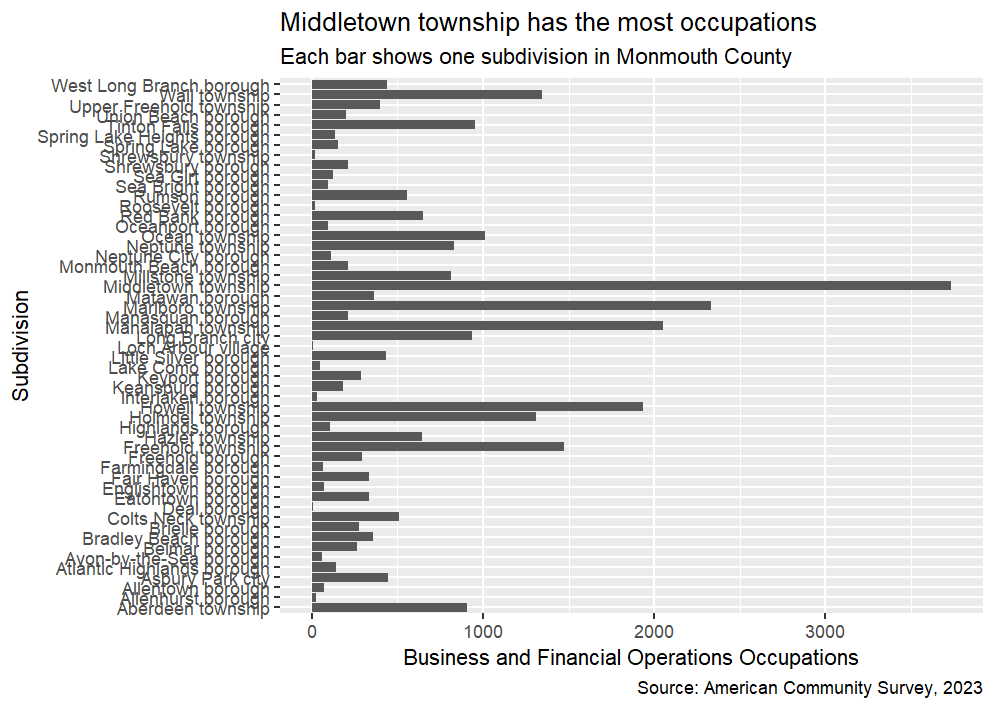 Middletown township has the most occupations
Each bar shows one subdivision in Monmouth County
West Long Branch borough
Wall township
Upper Freehold township
Union Beach borough
Tinton Falls borough
Spring Lake Heights borough
Spring Lake borough
Shrewsbury township
Shrewsbury borough
Sea Girt borough
Sea Bright borough
Rumson borough
Roosevelt borough
Red Bank borough
Oceanport borough
Ocean township
Neptune township
Neptune City borough
Monmouth Beach borough
Millstone township
Middletown township
Matawan borough
Marlboro township
Manasquan borough
Manalapan township
Long Branch city
Loch Arbour village
Little Silver borough
Lake Como borough
Keyport borough
Keansburg borough
Interlaken borough
Howell township
Holmdel township
Highlands borough
Hazlet township
Freehold township
Freehold borough
Farmingdale borough
Fair Haven borough
Englishtown borough
Eatontown borough
Deal borough
Colts Neck township
Brielle borough
Bradley Beach borough
Belmar borough
Avon-by-the-Sea borough
Atlantic Highlands borough
Asbury Park city
Allentown borough
Allenhurst borough
Aberdeen township
Subdivision
0 1000 2000 3000
Business and Financial Operations Occupations
Source: American Community Survey, 2023